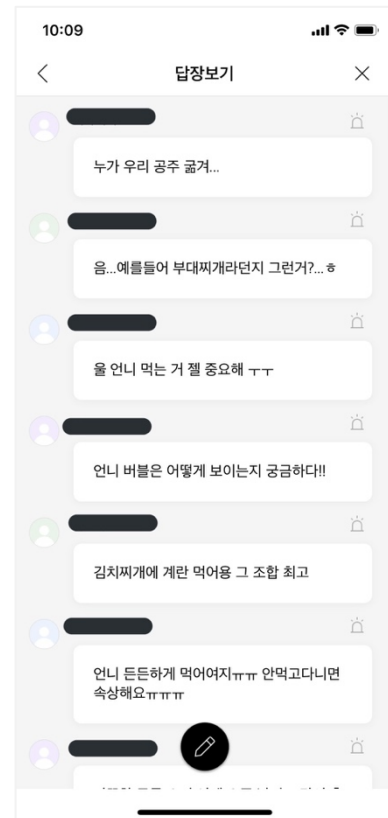 10:09
답장보기
누가 우리 공주 굶겨...
음...예를들어 부대찌개라던지 그런거?...ㅎ
울 언니 먹는 거 젤 중요해 ㅜㅜ
언니 버블은 어떻게 보이는지 궁금하다!!
김치찌개에 계란 먹어용 그 조합 최고
언니 든든하게 먹어여지ㅠㅠ 안먹고다니면
속상해요ㅠㅠㅠ